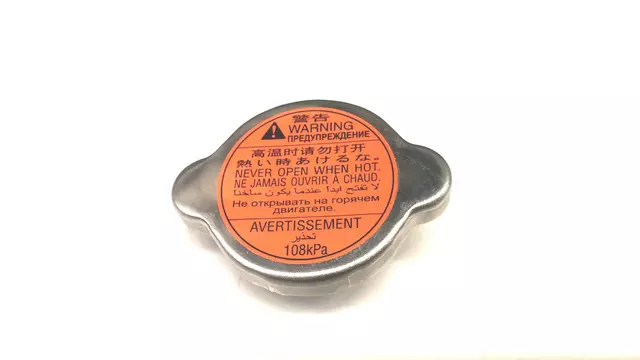 警告
WARNING
ПРЕДУПРЕЖДЕНИЕ
高温时请勿打开
熱い時あけるな。
NEVER OPEN WHEN HOT.
NE JAMAIS OUVRIR À CHAUD.
لا تفتح ابدا عندما يكون ساخنا
Не открывать на горячем
двигателе.
AVERTISSEMENT
تحذير
108kPa